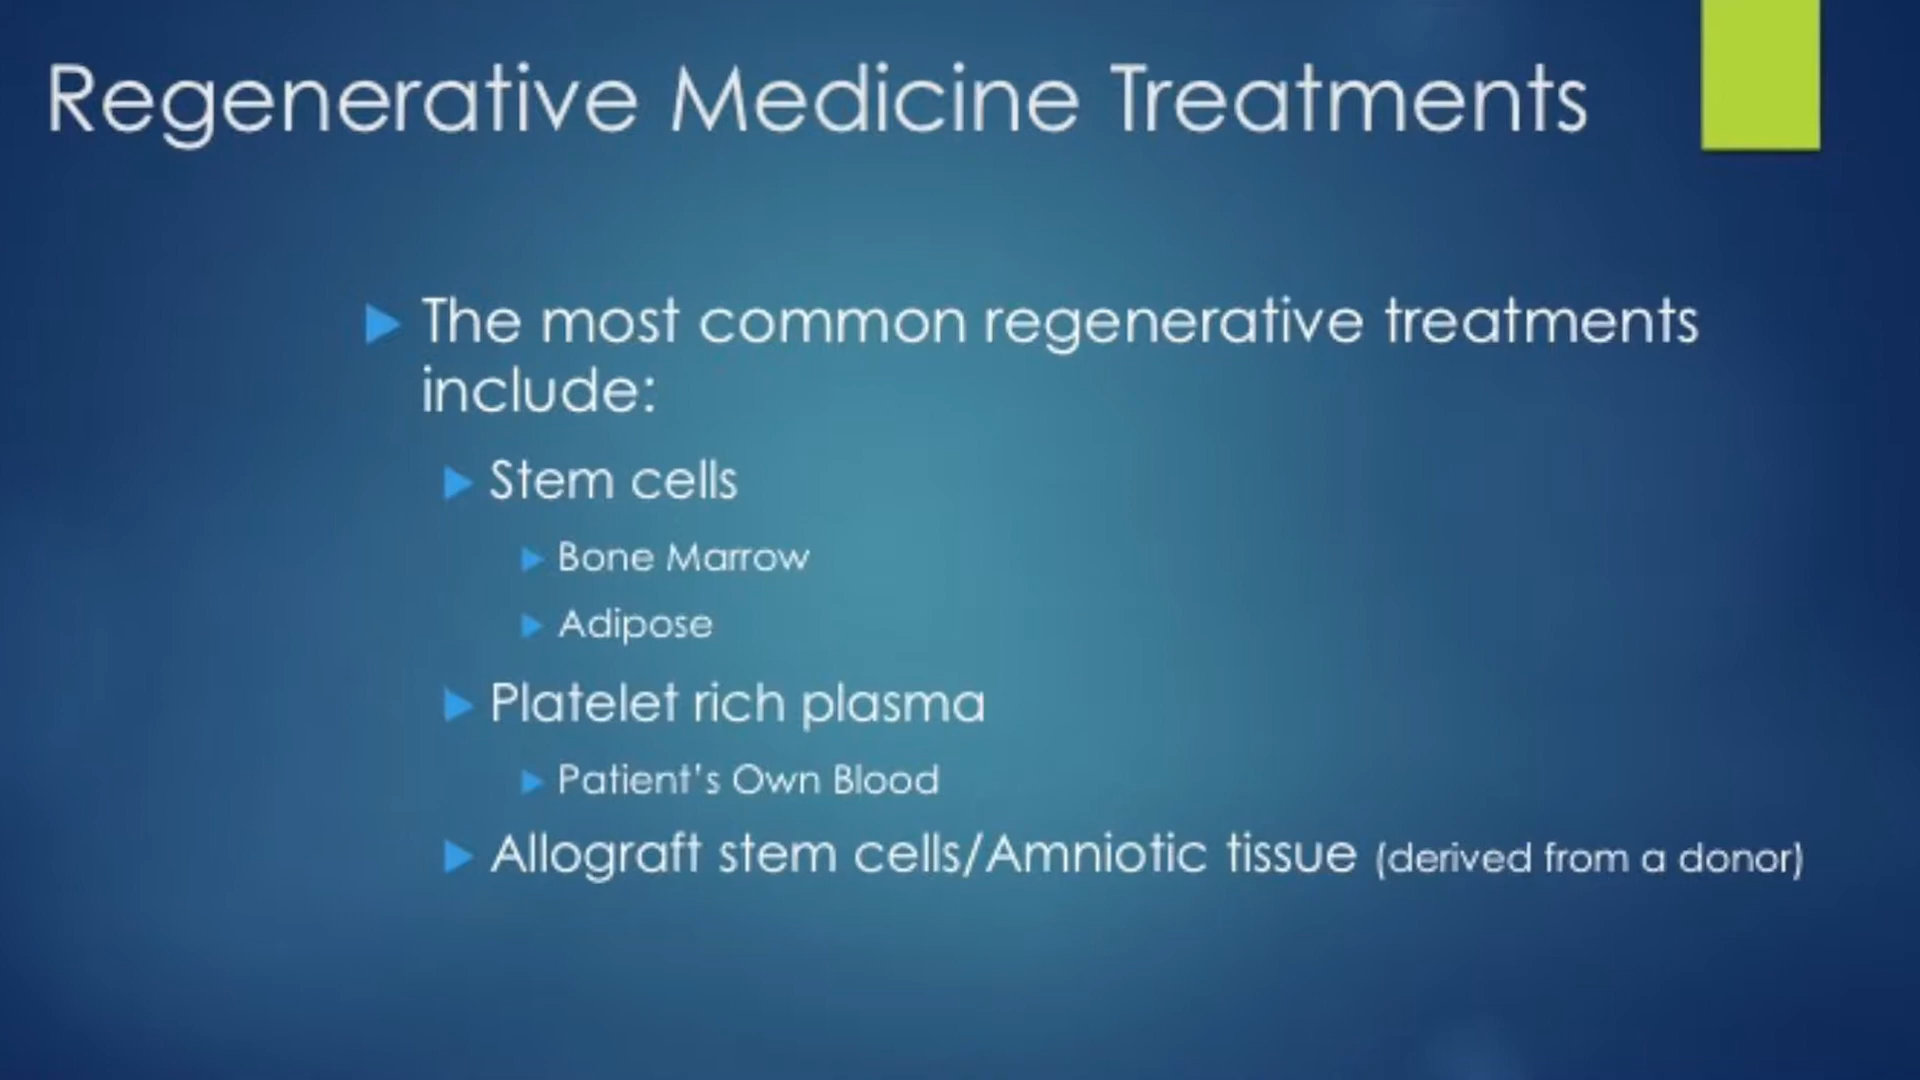 Regenerative Medicine Treatments
The most common regenerative treatments
include:
Stem cells
Bone Marrow
Adipose
Platelet rich plasma
Patient's Own Blood
Allograft stem cells/Amniotic tissue (derived from a donor)